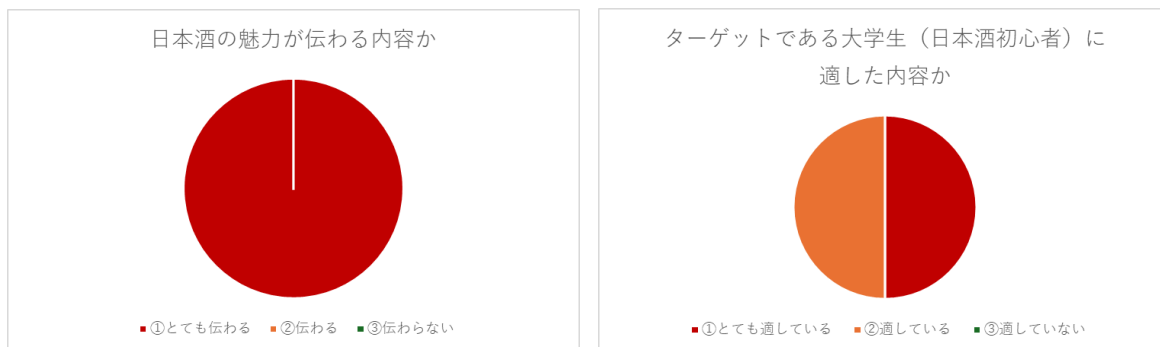 日本酒の魅力が伝わる内容か
①とても伝わる ②伝わる ③伝わらない
ターゲットである大学生（日本酒初心者）に
適した内容か
①とても適している ②適している ③適していない